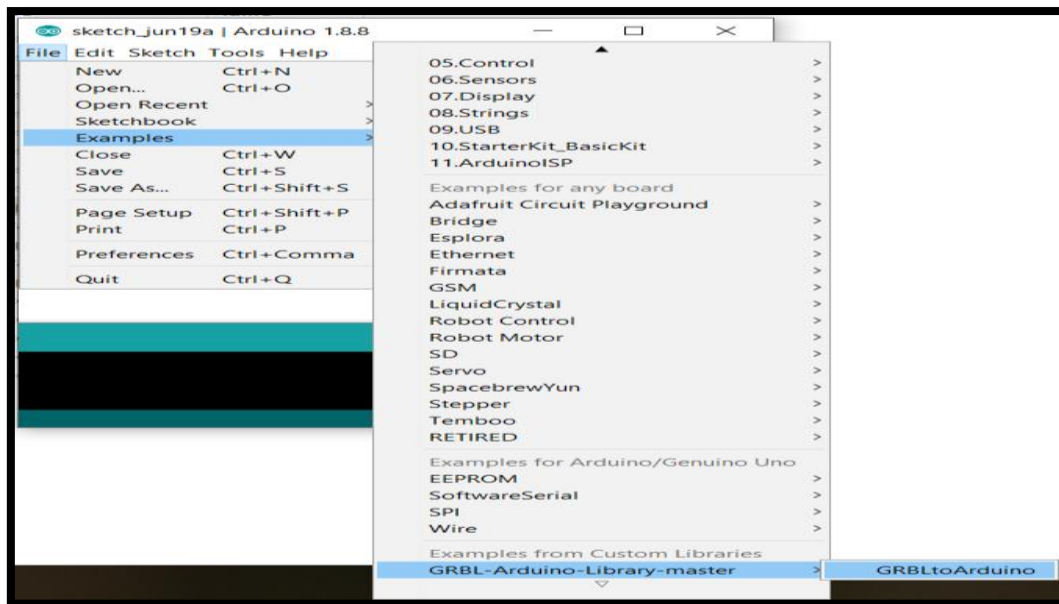 sketch_jun19a | Arduino 1.8.8
File Edit Sketch Tools Help
New Ctrl+N
Open... Ctrl+O
Open Recent
Sketchbook
Examples
Close Ctrl+W
Save Ctrl+S
Save As... Ctrl+Shift+S
Page Setup Ctrl+Shift+P
Print Ctrl+P
Preferences Ctrl+Comma
Quit Ctrl+Q
05.Control
06.Sensors
07.Display
08.Strings
09.USB
10.StarterKit_BasicKit
11.ArduinoISP
Examples for any board
Adafruit Circuit Playground
Bridge
Esplora
Ethernet
Firmata
GSM
LiquidCrystal
Robot Control
Robot Motor
SD
Servo
SpacebrewYun
Stepper
Temboo
RETIRED
Examples for Arduino/Genuino Uno
EEPROM
SoftwareSerial
SPI
Wire
Examples from Custom Libraries
GRBL-Arduino-Library-master
GRBLtoArduino